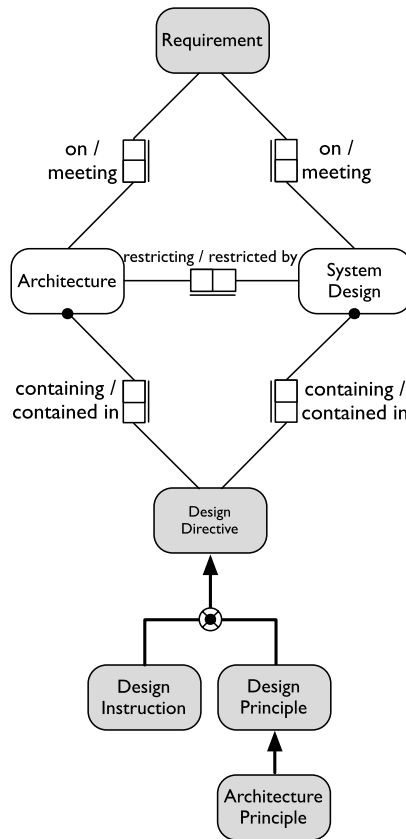 Requirement
on /
meeting
on /
meeting
restricting / restricted by
Architecture
System
Design
containing /
contained in
containing /
contained in
Design
Directive
Design
Instruction
Design
Principle
Architecture
Principle